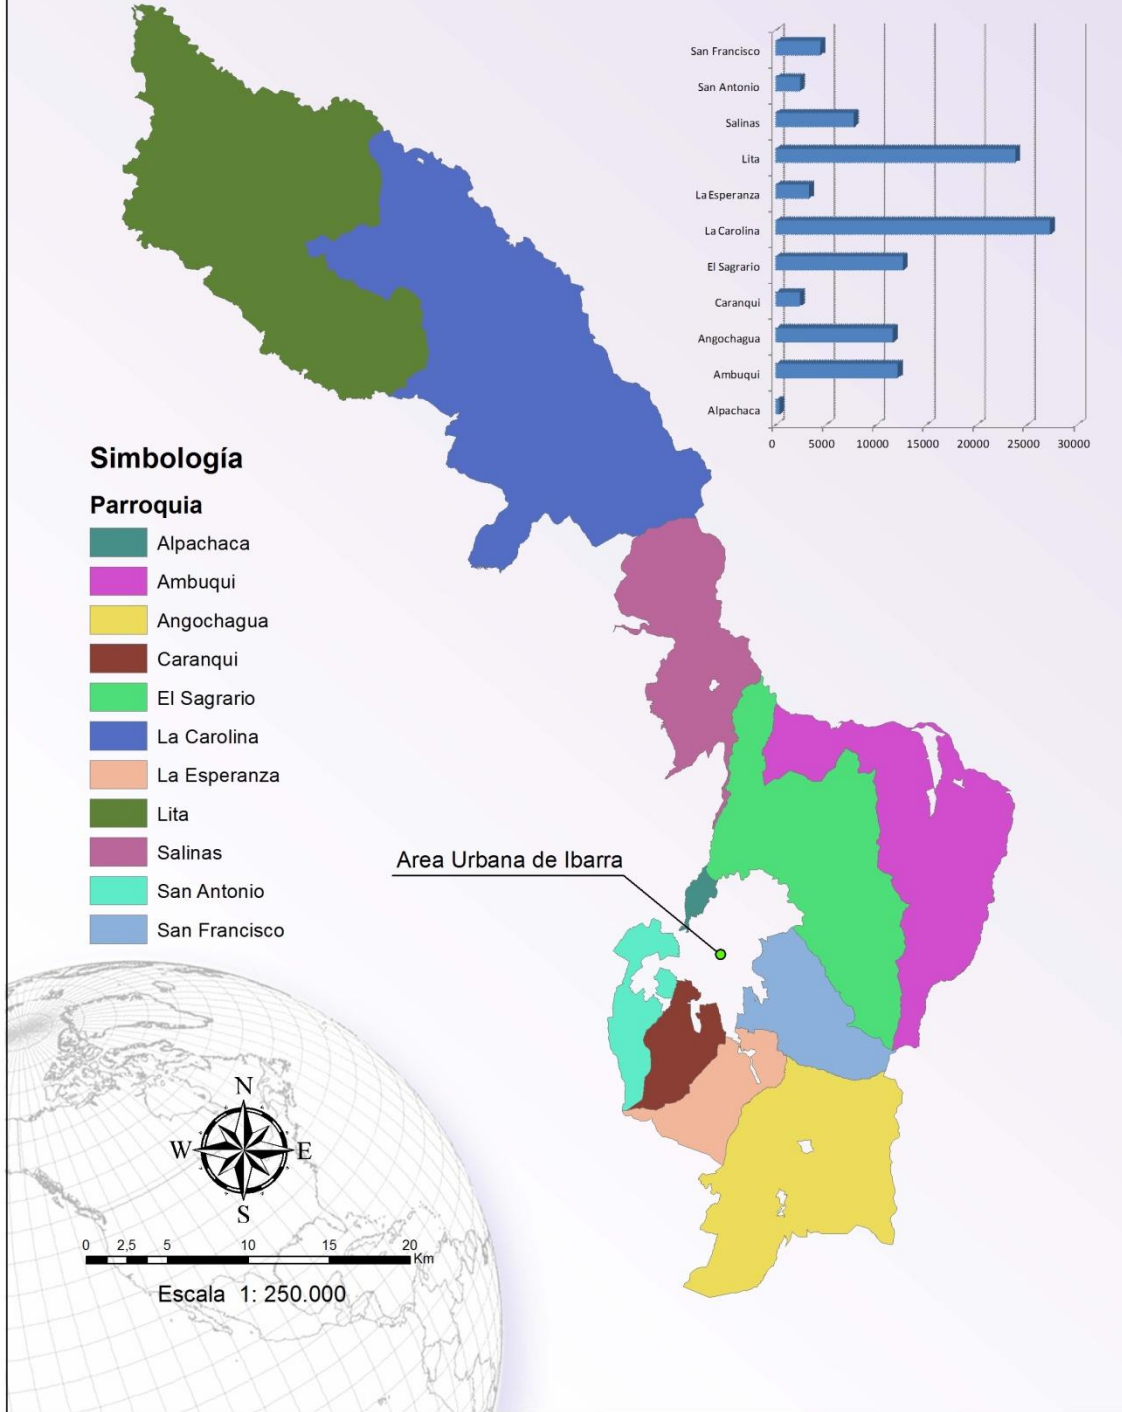 San Francisco
San Antonio
Salinas
Lita
La Esperanza
La Carolina
El Sagrario
Caranqui
Angochagua
Ambuqui
Alpachaca
0 5000 10000 15000 20000 25000 30000
Simbología
Parroquia
Alpachaca
Ambuqui
Angochagua
Caranqui
El Sagrario
La Carolina
La Esperanza
Lita
Salinas
San Antonio
San Francisco
Area Urbana de Ibarra
N
W E
S
0 2,5 5 10 15 20
Km
Escala 1: 250.000